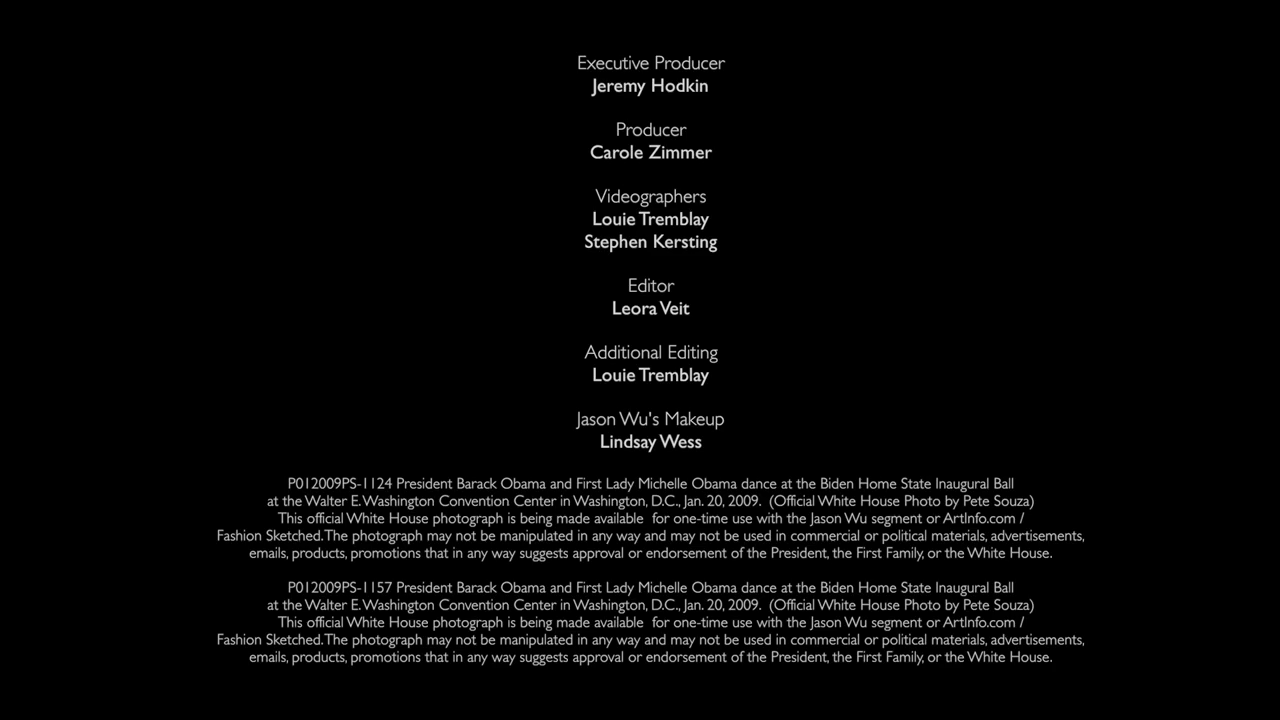 Executive Producer
Jeremy Hodkin
Producer
Carole Zimmer
Videographers
Louie Tremblay
Stephen Kersting
Editor
Leora Veit
Additional Editing
Louie Tremblay
Jason Wu's Makeup
Lindsay Wess
P012009PS-1124 President Barack Obama and First Lady Michelle Obama dance at the Biden Home State Inaugural Ball
at the Walter E. Washington Convention Center in Washington, D.C., Jan. 20, 2009. (Official White House Photo by Pete Souza)
This official White House photograph is being made available for one-time use with the Jason Wu segment or ArtInfo.com /
Fashion Sketched. The photograph may not be manipulated in any way and may not be used in commercial or political materials, advertisements,
emails, products, promotions that in any way suggests approval or endorsement of the President, the First Family, or the White House.
P012009PS-1157 President Barack Obama and First Lady Michelle Obama dance at the Biden Home State Inaugural Ball
at the Walter E. Washington Convention Center in Washington, D.C., Jan. 20, 2009. (Official White House Photo by Pete Souza)
This official White House photograph is being made available for one-time use with the Jason Wu segment or ArtInfo.com /
Fashion Sketched. The photograph may not be manipulated in any way and may not be used in commercial or political materials, advertisements,
emails, products, promotions that in any way suggests approval or endorsement of the President, the First Family, or the White House.